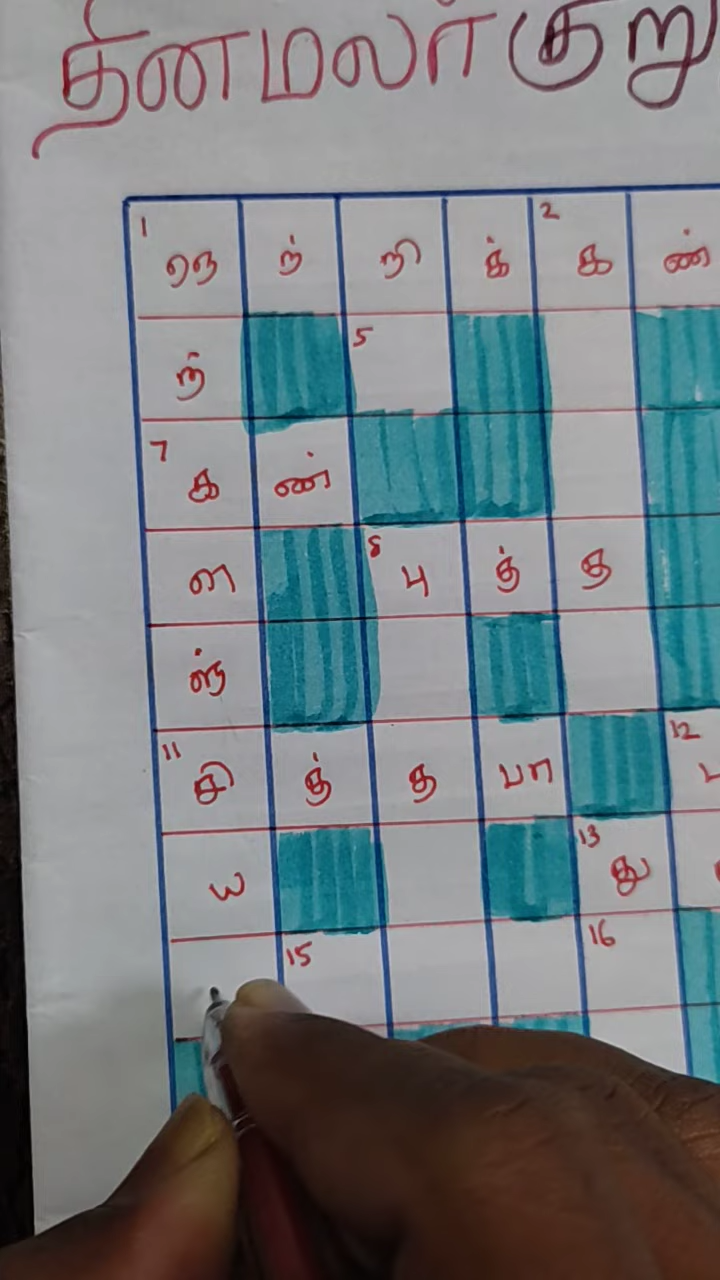 தினமலர் குறு
1 2
ஒ ற் றி க் க ண்
ற் 5
7 க ண்
ள 8 பு த் த
ஞ்
11 சி த் த ப்பா 12
ய 13 து
15 16